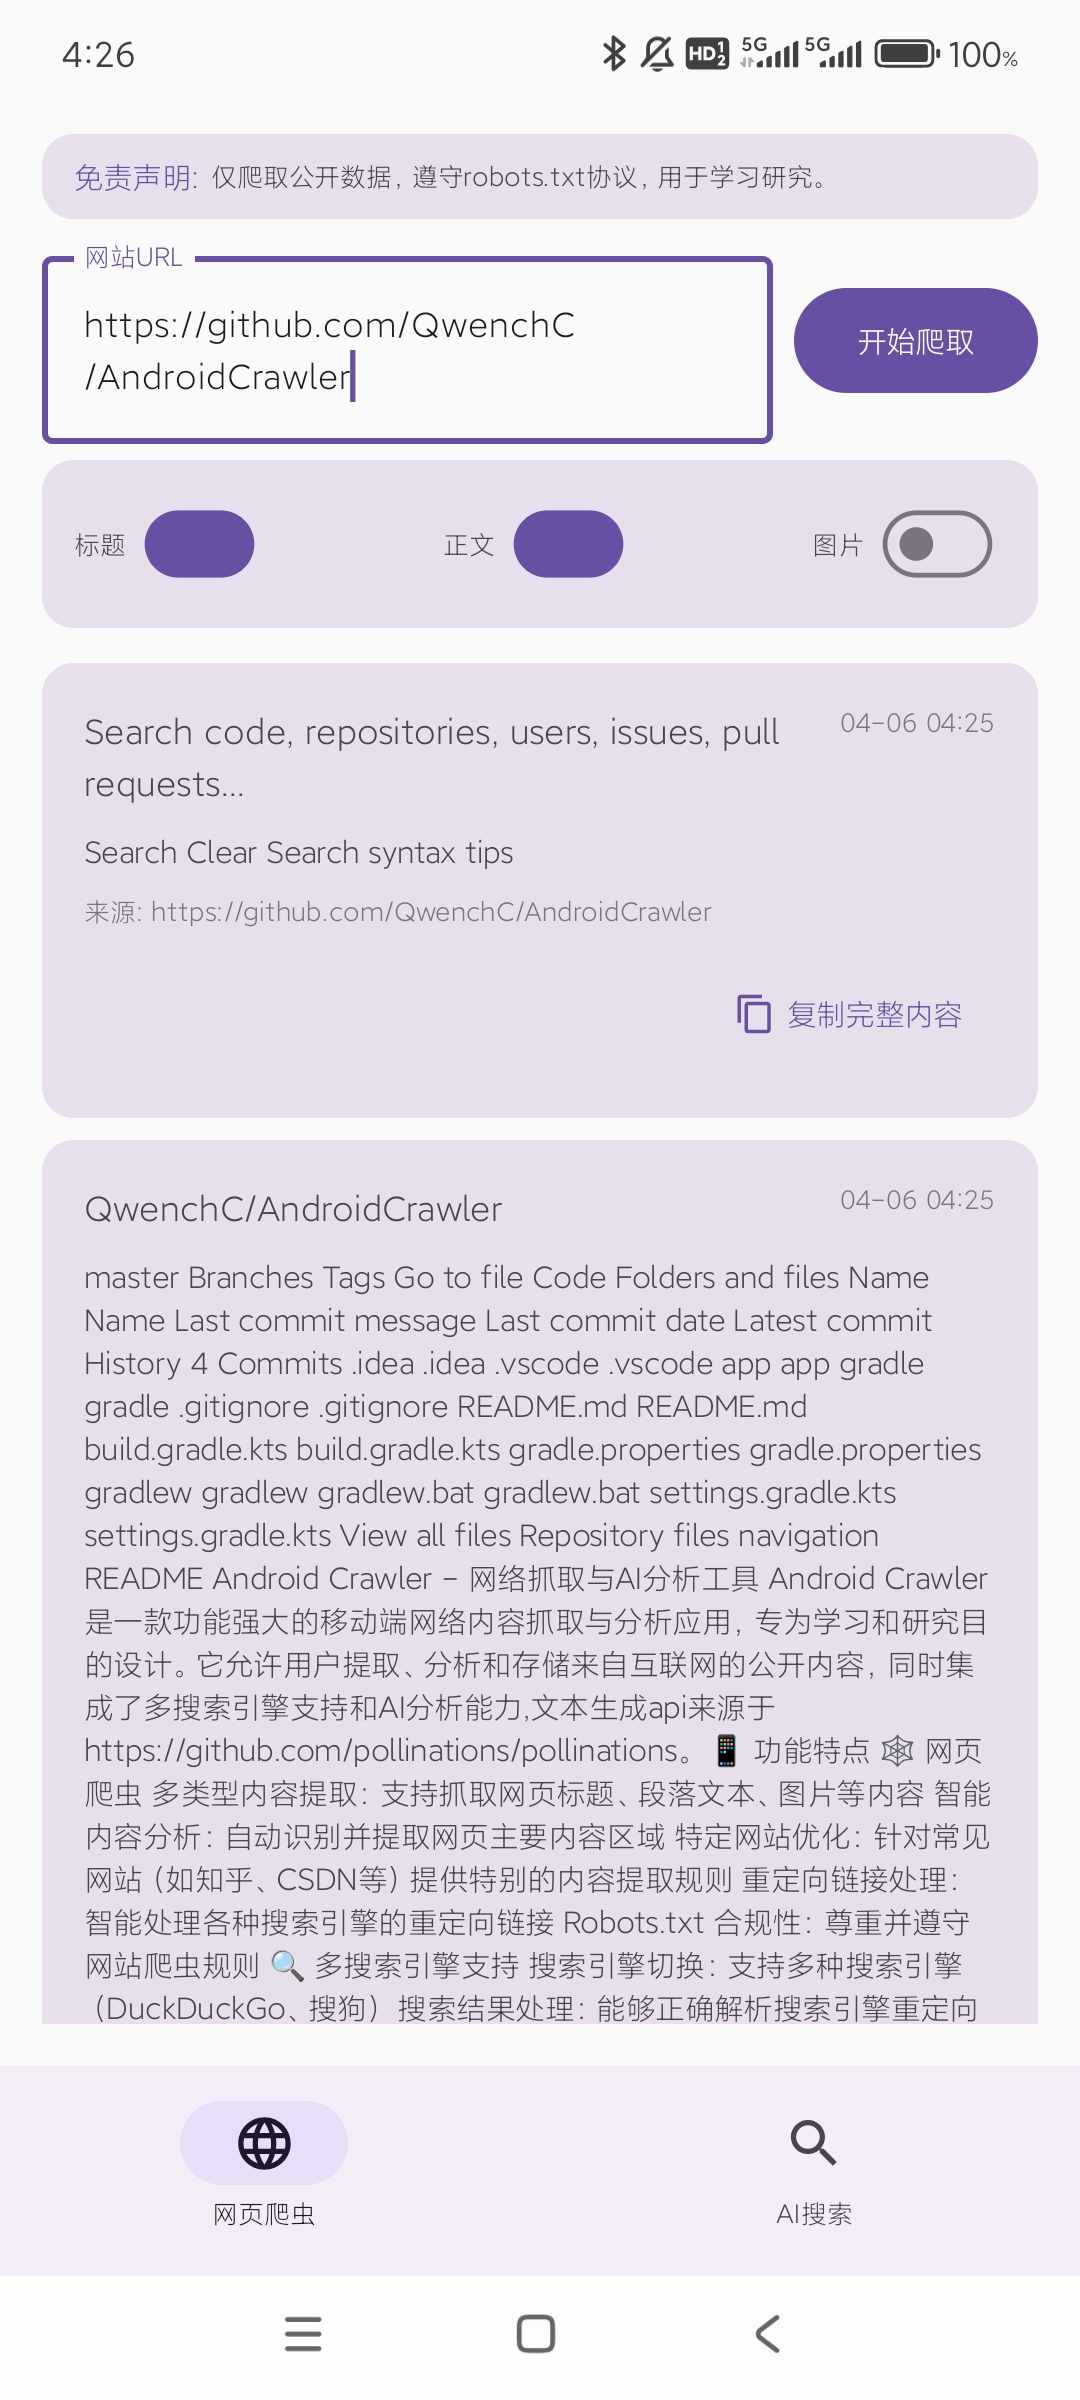 4:26
HD 1 2 5G 5G 100%
免责声明: 仅爬取公开数据, 遵守robots.txt协议, 用于学习研究。
网站URL
https://github.com/QwenchC
/AndroidCrawler
开始爬取
标题 正文 图片
Search code, repositories, users, issues, pull 04-06 04:25
requests...
Search Clear Search syntax tips
来源: https://github.com/QwenchC/AndroidCrawler
复制完整内容
QwenchC/AndroidCrawler 04-06 04:25
master Branches Tags Go to file Code Folders and files Name
Name Last commit message Last commit date Latest commit
History 4 Commits .idea .idea .vscode .vscode app app gradle
gradle .gitignore .gitignore README.md README.md
build.gradle.kts build.gradle.kts gradle.properties gradle.properties
gradlew gradlew gradlew.bat gradlew.bat settings.gradle.kts
settings.gradle.kts View all files Repository files navigation
README Android Crawler - 网络抓取与AI分析工具 Android Crawler
是一款功能强大的移动端网络内容抓取与分析应用, 专为学习和研究目
的设计。它允许用户提取、分析和存储来自互联网的公开内容, 同时集
成了多搜索引擎支持和AI分析能力,文本生成api来源于
https://github.com/pollinations/pollinations。 📱 功能特点 🕸️ 网页
爬虫 多类型内容提取: 支持抓取网页标题、段落文本、图片等内容 智能
内容分析: 自动识别并提取网页主要内容区域 特定网站优化: 针对常见
网站 (如知乎、CSDN等) 提供特别的内容提取规则 重定向链接处理:
智能处理各种搜索引擎的重定向链接 Robots.txt 合规性: 尊重并遵守
网站爬虫规则 🔍 多搜索引擎支持 搜索引擎切换: 支持多种搜索引擎
(DuckDuckGo、搜狗) 搜索结果处理: 能够正确解析搜索引擎重定向
网页爬虫 AI搜索